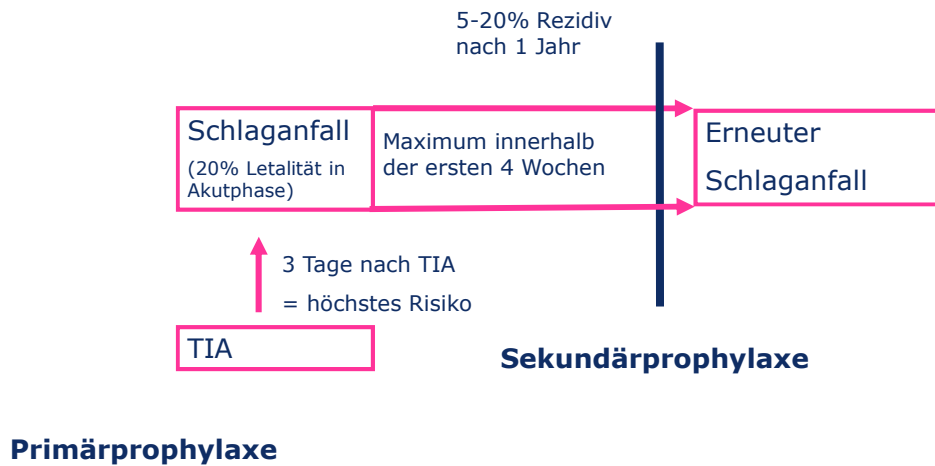 5-20% Rezidiv
nach 1 Jahr
Schlaganfall
(20% Letalität in
Akutphase)
Maximum innerhalb
der ersten 4 Wochen
Erneuter
Schlaganfall
3 Tage nach TIA
= höchstes Risiko
TIA
Sekundärprophylaxe
Primärprophylaxe